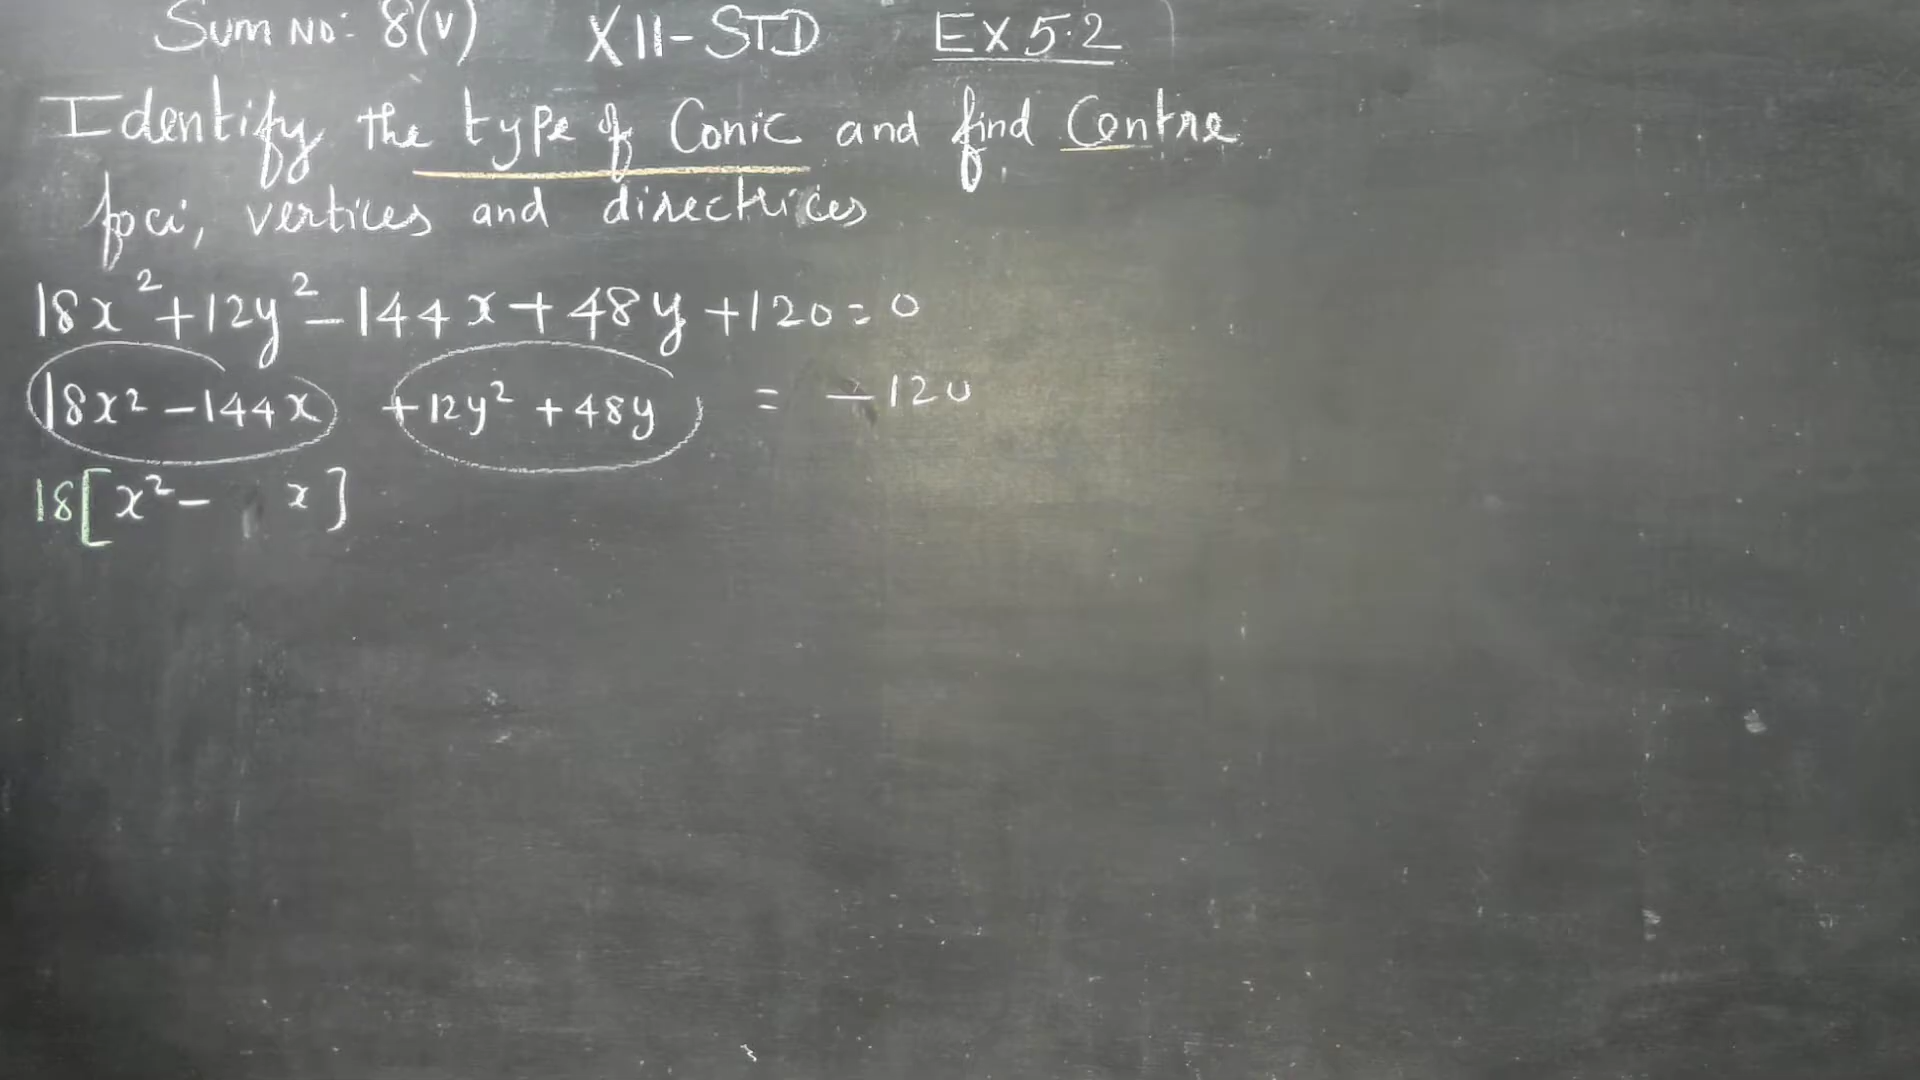 Sum No:- 8(v) XII-STD EX 5.2
Identify the type of Conic and find Centre
foci, vertices and directrices
18x² + 12y² - 144x + 48y + 120 = 0
18x² - 144x + 12y² + 48y = -120
18[x² - x]